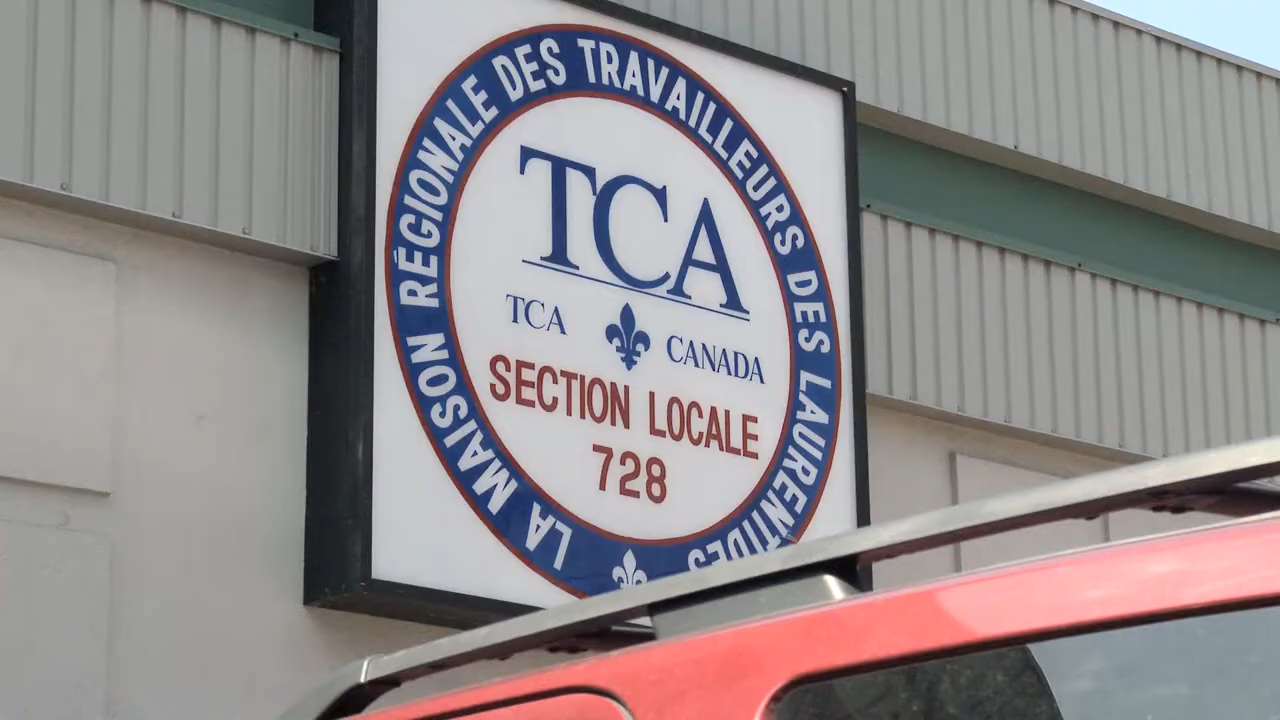 LA MAISON RÉGIONALE DES TRAVAILLEURS DES LAURENTIDES
TCA
TCA CANADA
SECTION LOCALE
728